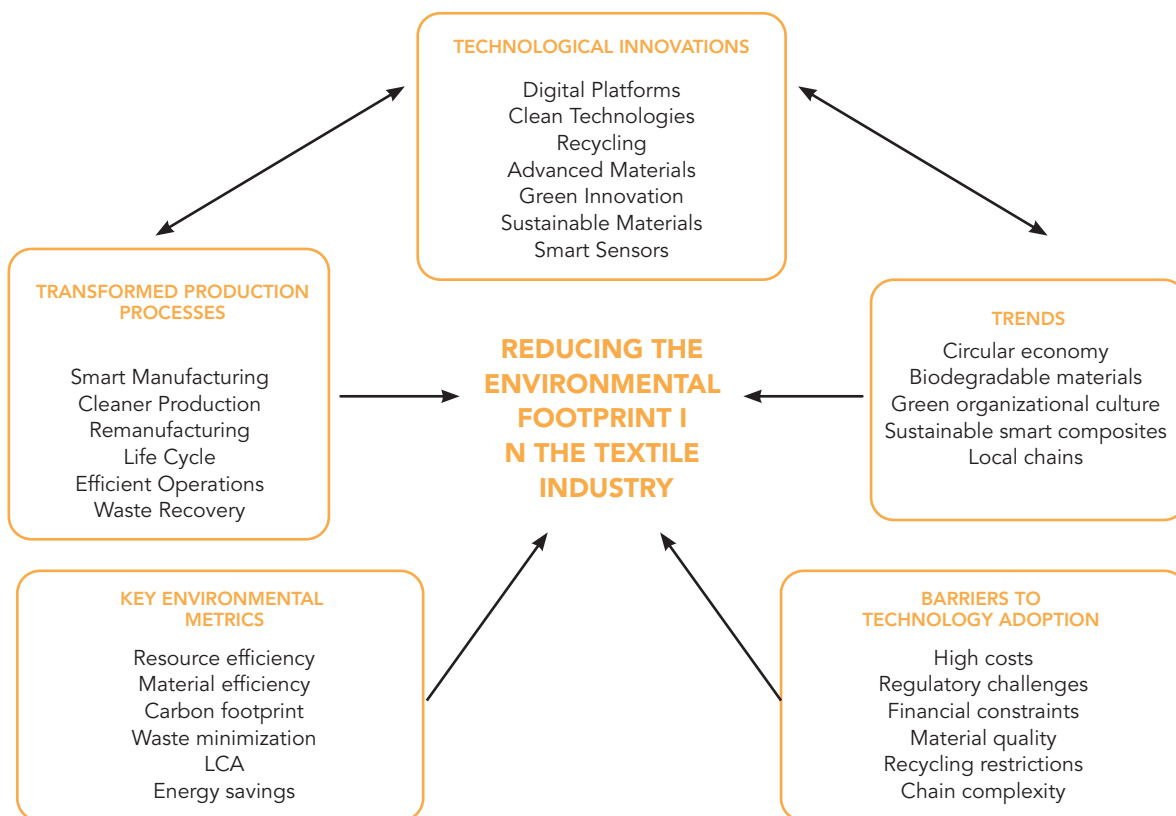 TECHNOLOGICAL INNOVATIONS
Digital Platforms
Clean Technologies
Recycling
Advanced Materials
Green Innovation
Sustainable Materials
Smart Sensors
TRANSFORMED PRODUCTION
PROCESSES
Smart Manufacturing
Cleaner Production
Remanufacturing
Life Cycle
Efficient Operations
Waste Recovery
REDUCING THE
ENVIRONMENTAL
FOOTPRINT I
N THE TEXTILE
INDUSTRY
TRENDS
Circular economy
Biodegradable materials
Green organizational culture
Sustainable smart composites
Local chains
KEY ENVIRONMENTAL
METRICS
Resource efficiency
Material efficiency
Carbon footprint
Waste minimization
LCA
Energy savings
BARRIERS TO
TECHNOLOGY ADOPTION
High costs
Regulatory challenges
Financial constraints
Material quality
Recycling restrictions
Chain complexity